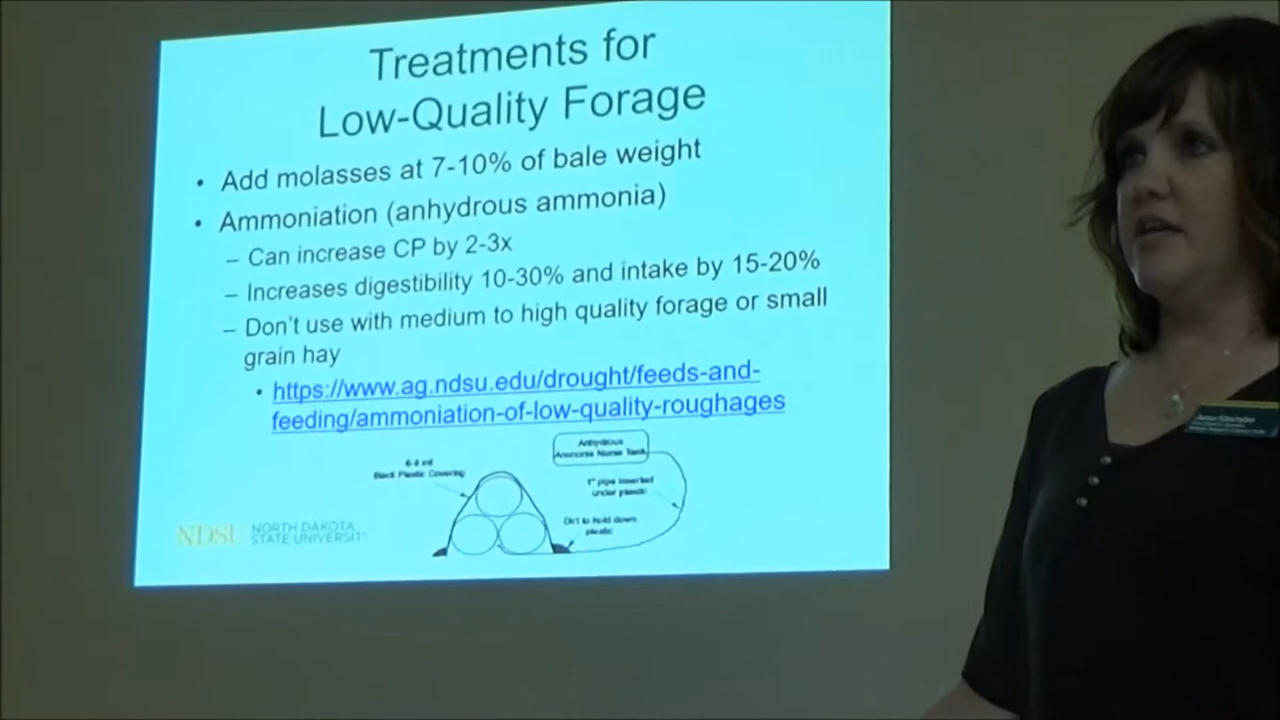 Treatments for
Low-Quality Forage
• Add molasses at 7-10% of bale weight
• Ammoniation (anhydrous ammonia)
– Can increase CP by 2-3x
– Increases digestibility 10-30% and intake by 15-20%
– Don't use with medium to high quality forage or small
grain hay
• https://www.ag.ndsu.edu/drought/feeds-and-
feeding/ammoniation-of-low-quality-roughages
Anhydrous
Ammonia Nurse Tank
mil
Black Plastic Covering
1" pipe inserted
under plastic
Dirt to hold down
plastic
NDSU NORTH DAKOTA
STATE UNIVERSITY